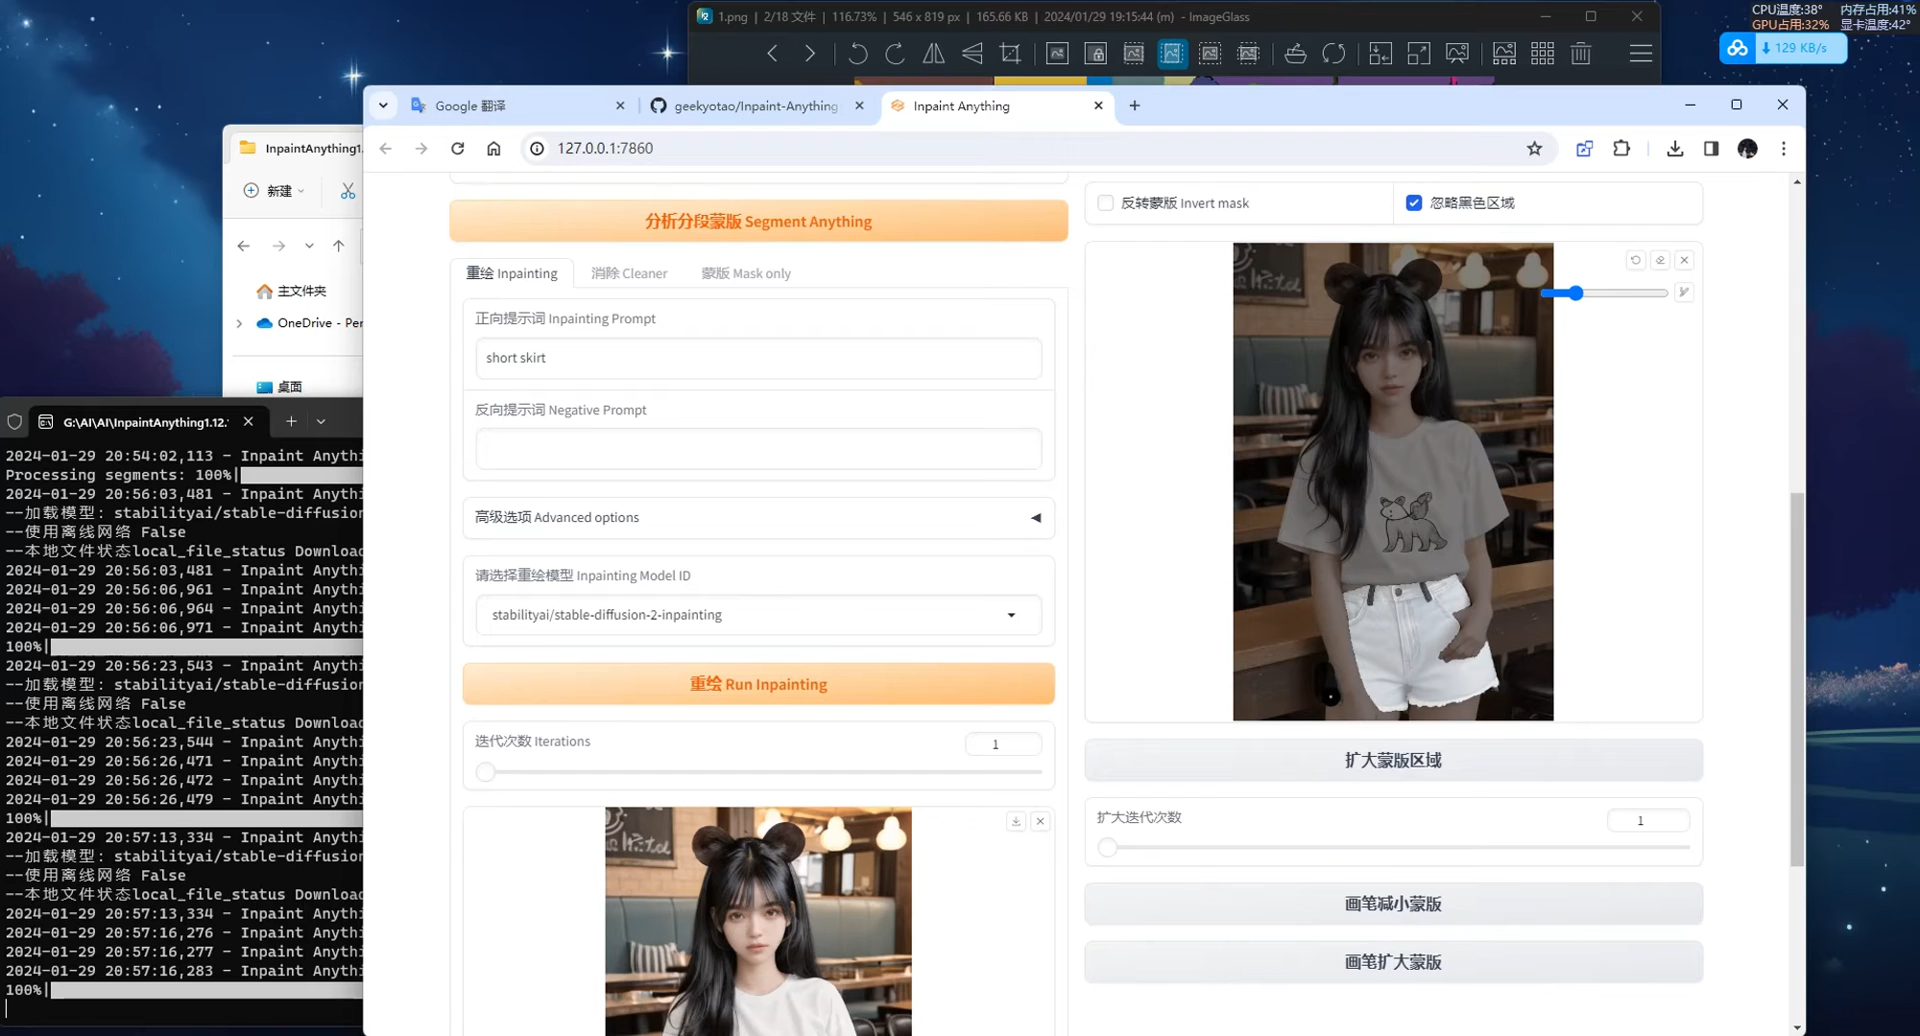 1.png | 2/18 文件 | 116.73% | 546 x 819 px | 165.66 KB | 2024/01/29 19:15:44 (m) - ImageGlass
CPU温度:38° 内存占用:41%
GPU占用:32% 显卡温度:42°
129 KB/s
Google 翻译
geekyotao/Inpaint-Anything
Inpaint Anything
127.0.0.1:7860
InpaintAnything1.
新建
主文件夹
OneDrive - Per
桌面
G:\AI\AI\InpaintAnything1.12.
2024-01-29 20:54:02,113 - Inpaint Anythi
Processing segments: 100%|
2024-01-29 20:56:03,481 - Inpaint Anythi
--加载模型: stabilityai/stable-diffusion
--使用离线网络 False
--本地文件状态local_file_status Download
2024-01-29 20:56:03,481 - Inpaint Anythi
2024-01-29 20:56:06,961 - Inpaint Anythi
2024-01-29 20:56:06,964 - Inpaint Anythi
2024-01-29 20:56:06,971 - Inpaint Anythi
100%|
2024-01-29 20:56:23,543 - Inpaint Anythi
--加载模型: stabilityai/stable-diffusion
--使用离线网络 False
--本地文件状态local_file_status Download
2024-01-29 20:56:23,544 - Inpaint Anythi
2024-01-29 20:56:26,471 - Inpaint Anythi
2024-01-29 20:56:26,472 - Inpaint Anythi
2024-01-29 20:56:26,479 - Inpaint Anythi
100%|
2024-01-29 20:57:13,334 - Inpaint Anythi
--加载模型: stabilityai/stable-diffusion
--使用离线网络 False
--本地文件状态local_file_status Download
2024-01-29 20:57:13,334 - Inpaint Anythi
2024-01-29 20:57:16,276 - Inpaint Anythi
2024-01-29 20:57:16,277 - Inpaint Anythi
2024-01-29 20:57:16,283 - Inpaint Anythi
100%|
分析分段蒙版 Segment Anything
重绘 Inpainting 消除 Cleaner 蒙版 Mask only
正向提示词 Inpainting Prompt
short skirt
反向提示词 Negative Prompt
高级选项 Advanced options
请选择重绘模型 Inpainting Model ID
stabilityai/stable-diffusion-2-inpainting
重绘 Run Inpainting
迭代次数 Iterations
1
反转蒙版 Invert mask
忽略黑色区域
扩大蒙版区域
扩大迭代次数
1
画笔减小蒙版
画笔扩大蒙版